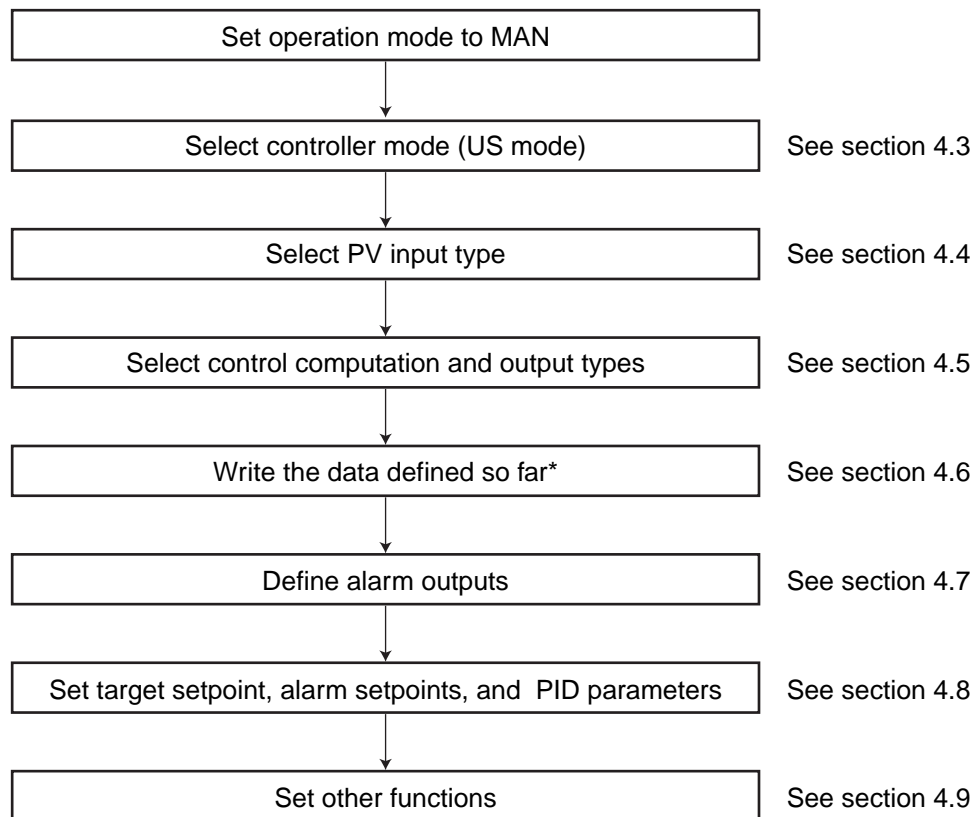 Set operation mode to MAN
Select controller mode (US mode) See section 4.3
Select PV input type See section 4.4
Select control computation and output types See section 4.5
Write the data defined so far* See section 4.6
Define alarm outputs See section 4.7
Set target setpoint, alarm setpoints, and PID parameters See section 4.8
Set other functions See section 4.9